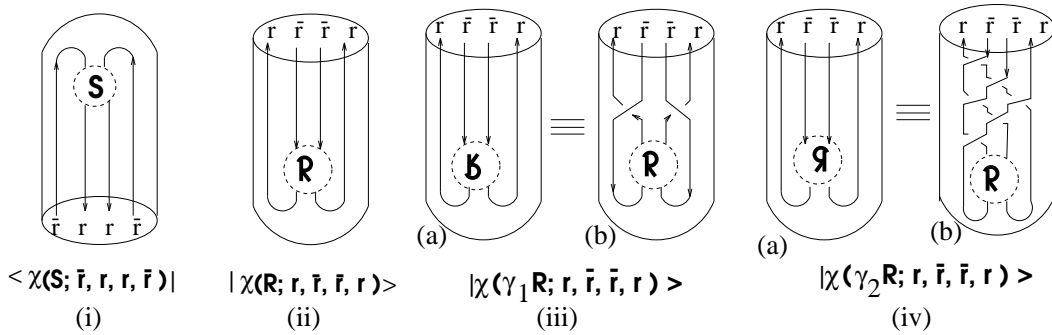 r r̄ r̄ r
r r̄ r̄ r
r r̄ r̄ r
r r̄ r̄ r
r r̄ r̄ r
S
R
R
R
R
R
r̄ r r r̄
(a)
(b)
(a)
(b)
< χ(S; r̄, r, r, r̄) |
| χ(R; r, r̄, r̄, r) >
|χ(γ₁R; r, r̄, r̄, r) >
|χ(γ₂R; r, r̄, r̄, r) >
(i)
(ii)
(iii)
(iv)